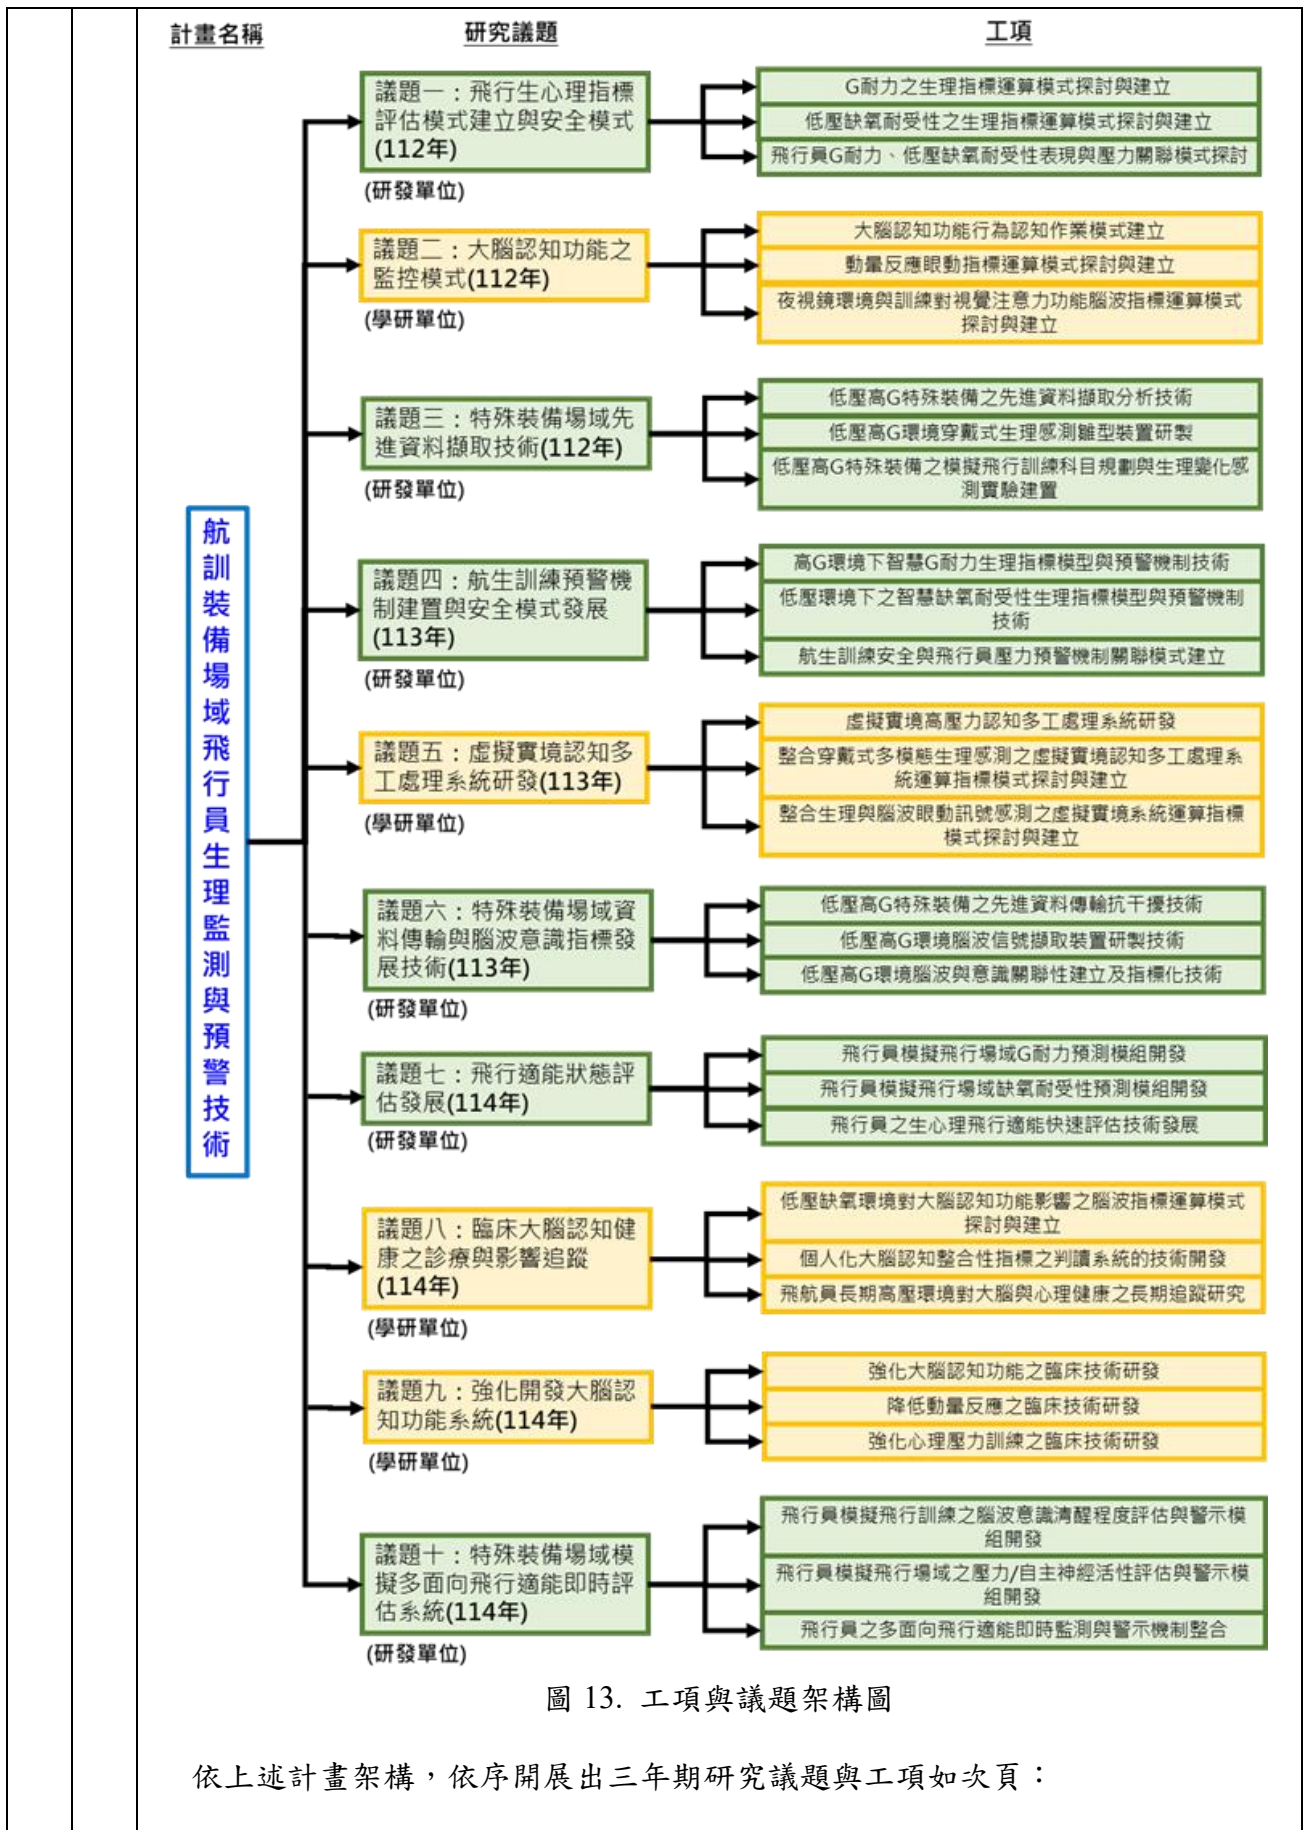 計畫名稱
研究議題
工項
航訓裝備場域飛行員生理監測與預警技術
議題一：飛行生心理指標
評估模式建立與安全模式
(112年)
(研發單位)
G耐力之生理指標運算模式探討與建立
低壓缺氧耐受性之生理指標運算模式探討與建立
飛行員G耐力、低壓缺氧耐受性表現與壓力關聯模式探討
議題二：大腦認知功能之
監控模式(112年)
(學研單位)
大腦認知功能行為認知作業模式建立
動暈反應眼動指標運算模式探討與建立
夜視鏡環境與訓練對視覺注意力功能腦波指標運算模式
探討與建立
議題三：特殊裝備場域先
進資料擷取技術(112年)
(研發單位)
低壓高G特殊裝備之先進資料擷取分析技術
低壓高G環境穿戴式生理感測雛型裝置研製
低壓高G特殊裝備之模擬飛行訓練科目規劃與生理變化感
測實驗建置
議題四：航生訓練預警機
制建置與安全模式發展
(113年)
(研發單位)
高G環境下智慧G耐力生理指標模型與預警機制技術
低壓環境下之智慧缺氧耐受性生理指標模型與預警機制
技術
航生訓練安全與飛行員壓力預警機制關聯模式建立
議題五：虛擬實境認知多
工處理系統研發(113年)
(學研單位)
虛擬實境高壓力認知多工處理系統研發
整合穿戴式多模態生理感測之虛擬實境認知多工處理系
統運算指標模式探討與建立
整合生理與腦波眼動訊號感測之虛擬實境系統運算指標
模式探討與建立
議題六：特殊裝備場域資
料傳輸與腦波意識指標發
展技術(113年)
(研發單位)
低壓高G特殊裝備之先進資料傳輸抗干擾技術
低壓高G環境腦波信號擷取裝置研製技術
低壓高G環境腦波與意識關聯性建立及指標化技術
議題七：飛行適能狀態評
估發展(114年)
(研發單位)
飛行員模擬飛行場域G耐力預測模組開發
飛行員模擬飛行場域缺氧耐受性預測模組開發
飛行員之生心理飛行適能快速評估技術發展
議題八：臨床大腦認知健
康之診療與影響追蹤
(114年)
(學研單位)
低壓缺氧環境對大腦認知功能影響之腦波指標運算模式
探討與建立
個人化大腦認知整合性指標之判讀系統的技術開發
飛航員長期高壓環境對大腦與心理健康之長期追蹤研究
議題九：強化開發大腦認
知功能系統(114年)
(學研單位)
強化大腦認知功能之臨床技術研發
降低動暈反應之臨床技術研發
強化心理壓力訓練之臨床技術研發
議題十：特殊裝備場域模
擬多面向飛行適能即時評
估系統(114年)
(研發單位)
飛行員模擬飛行訓練之腦波意識清醒程度評估與警示模
組開發
飛行員模擬飛行場域之壓力/自主神經活性評估與警示模
組開發
飛行員之多面向飛行適能即時監測與警示機制整合
圖 13. 工項與議題架構圖
依上述計畫架構，依序開展出三年期研究議題與工項如次頁：